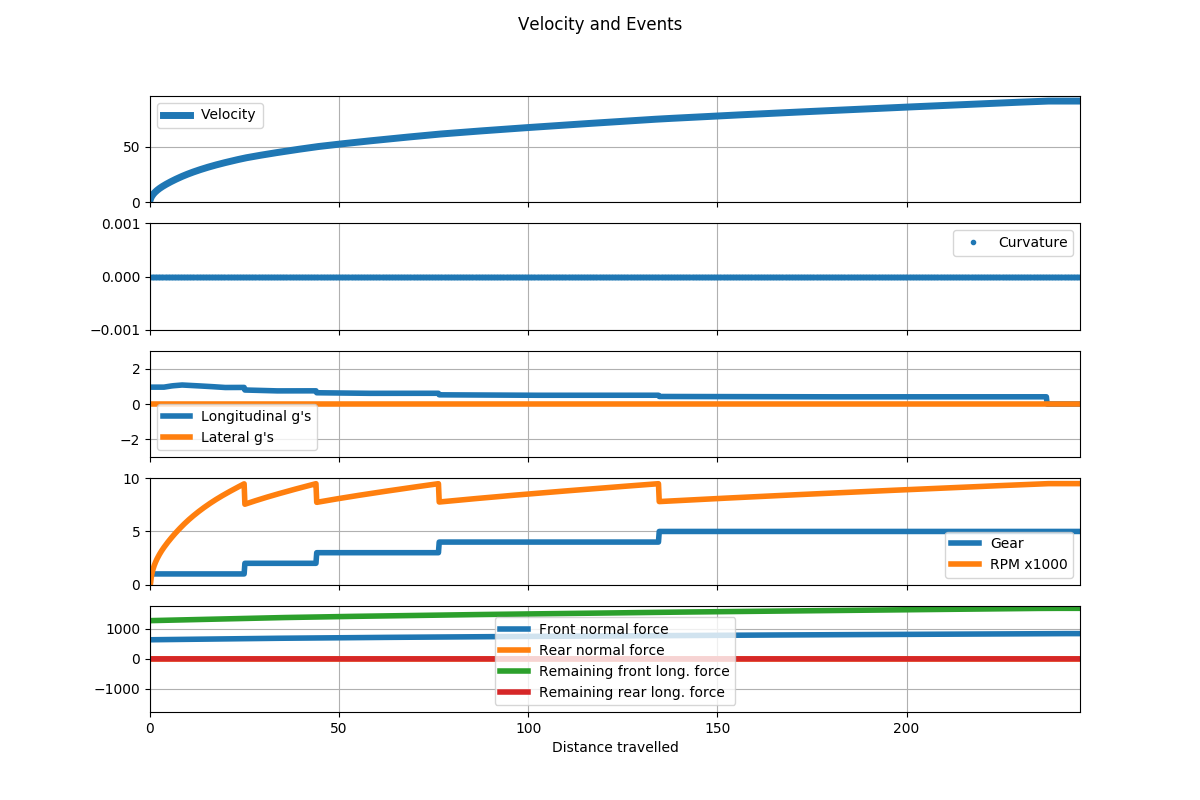 Velocity and Events
50
0
Velocity
0.001
0.000
−0.001
Curvature
2
0
−2
Longitudinal g's
Lateral g's
10
5
0
Gear
RPM x1000
1000
0
−1000
Front normal force
Rear normal force
Remaining front long. force
Remaining rear long. force
0 50 100 150 200
Distance travelled